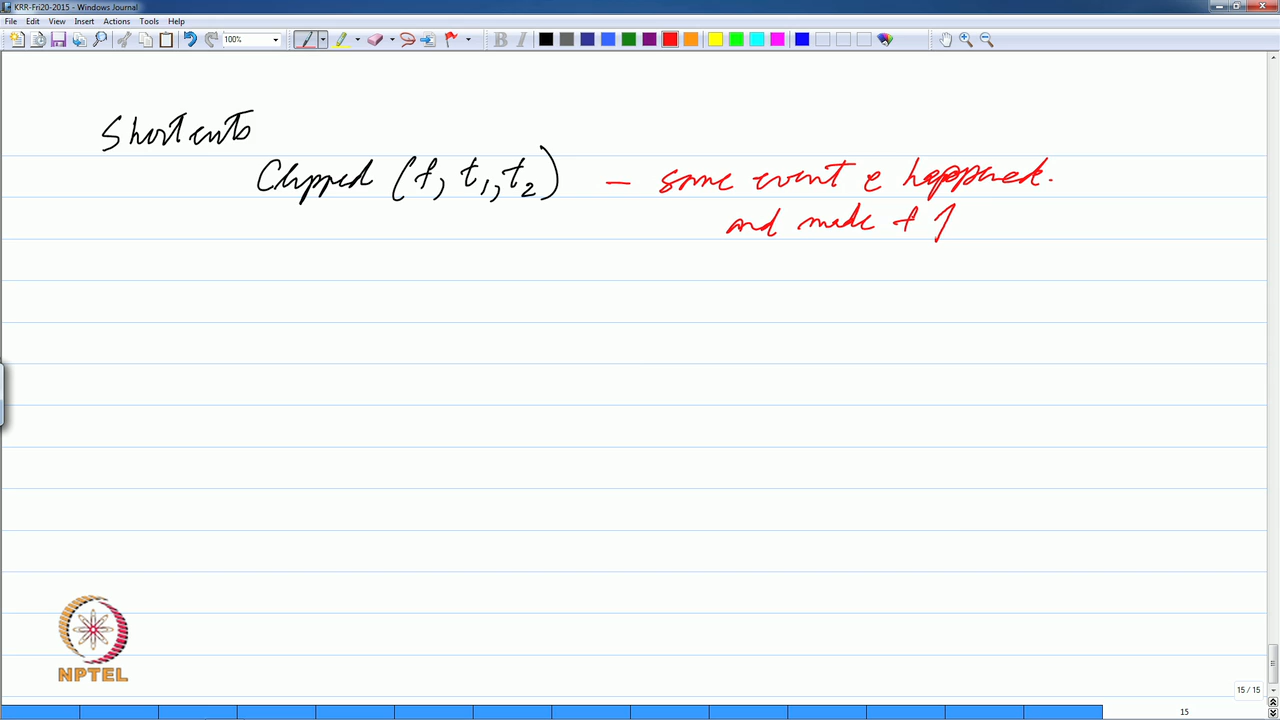 KRR-Fri20-2015 - Windows Journal
File Edit View Insert Actions Tools Help
100%
Shortcuts
Clipped (f, t1, t2) – some event e happened.
and made f
NPTEL
15 / 15
15